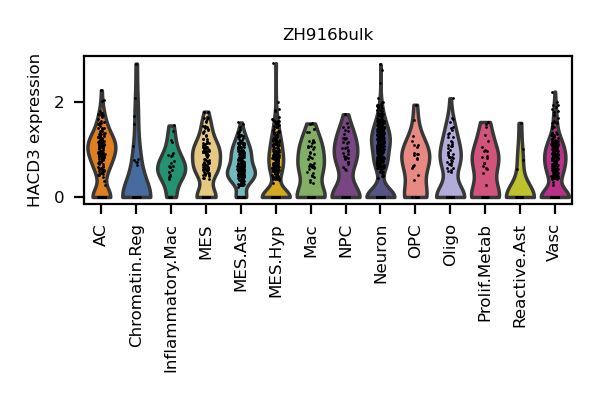 ZH916bulk
HACD3 expression
2
0
AC
Chromatin.Reg
Inflammatory.Mac
MES
MES.Ast
MES.Hyp
Mac
NPC
Neuron
OPC
Oligo
Prolif.Metab
Reactive.Ast
Vasc